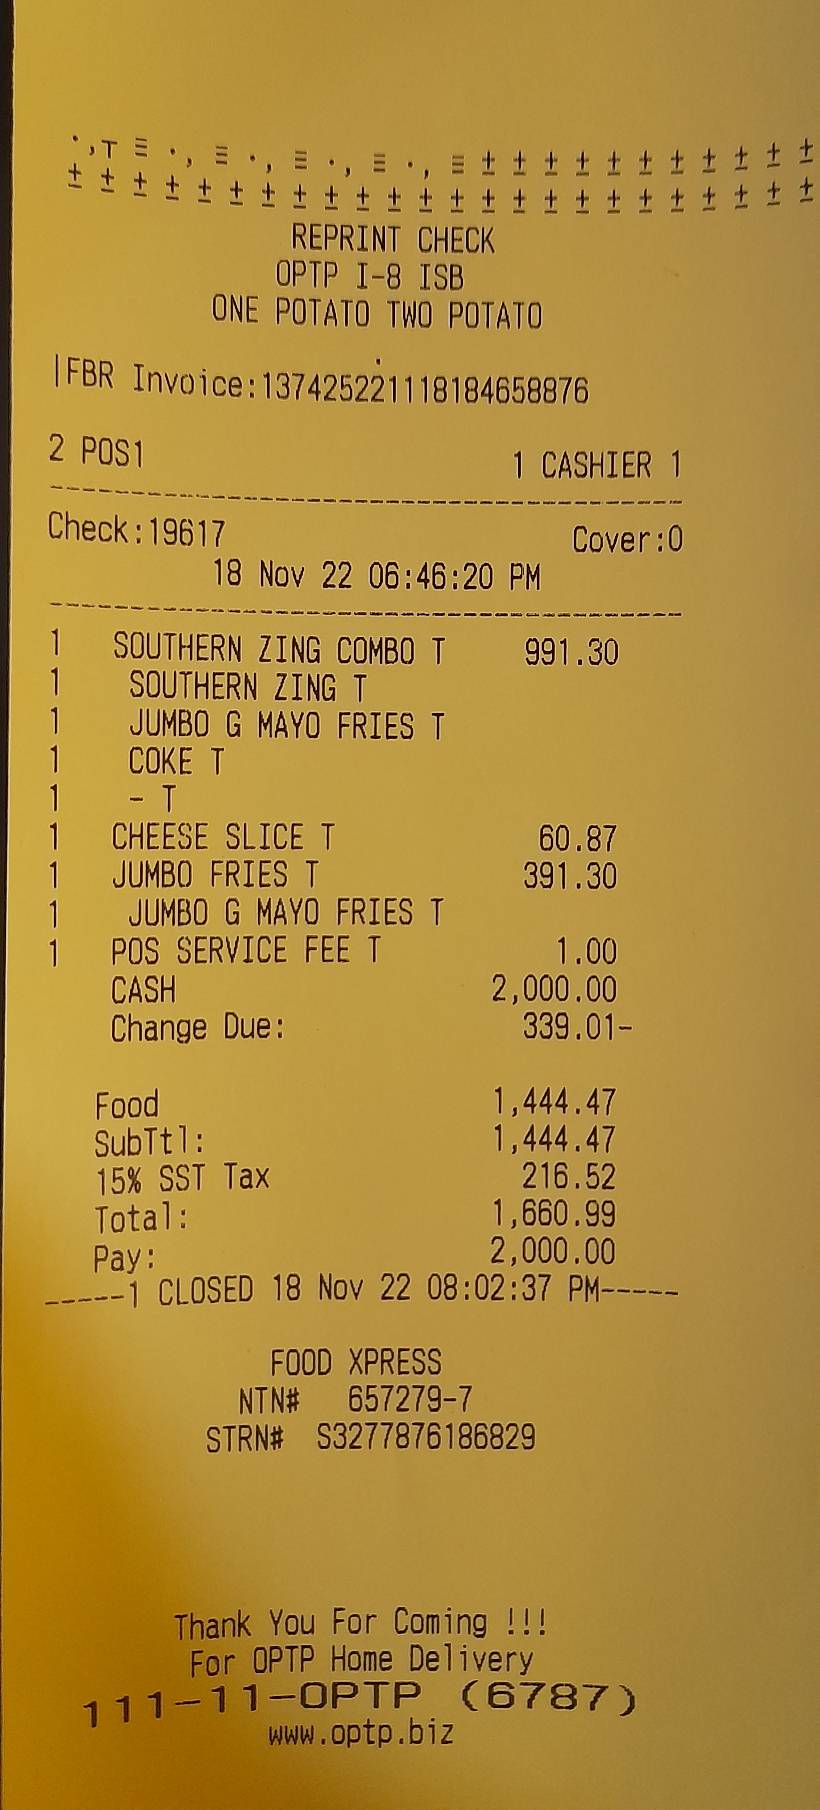 ·,T ≡ ·, ≡ ·, ≡ ·, ≡ ·, ≡ ± ± ± ± ± ± ± ± ± ± ±
± ± ± ± ± ± ± ± ± ± ± ± ± ± ± ± ± ± ± ± ± ± ± ±
REPRINT CHECK
OPTP I-8 ISB
ONE POTATO TWO POTATO
|FBR Invoice:137425221118184658876
2 POS1 1 CASHIER 1
Check:19617 Cover:0
18 Nov 22 06:46:20 PM
1 SOUTHERN ZING COMBO T 991.30
1 SOUTHERN ZING T
1 JUMBO G MAYO FRIES T
1 COKE T
1 - T
1 CHEESE SLICE T 60.87
1 JUMBO FRIES T 391.30
1 JUMBO G MAYO FRIES T
1 POS SERVICE FEE T 1.00
CASH 2,000.00
Change Due: 339.01-
Food 1,444.47
SubTtl: 1,444.47
15% SST Tax 216.52
Total: 1,660.99
Pay: 2,000.00
-----1 CLOSED 18 Nov 22 08:02:37 PM-----
FOOD XPRESS
NTN# 657279-7
STRN# S3277876186829
Thank You For Coming !!!
For OPTP Home Delivery
111-11-OPTP (6787)
www.optp.biz